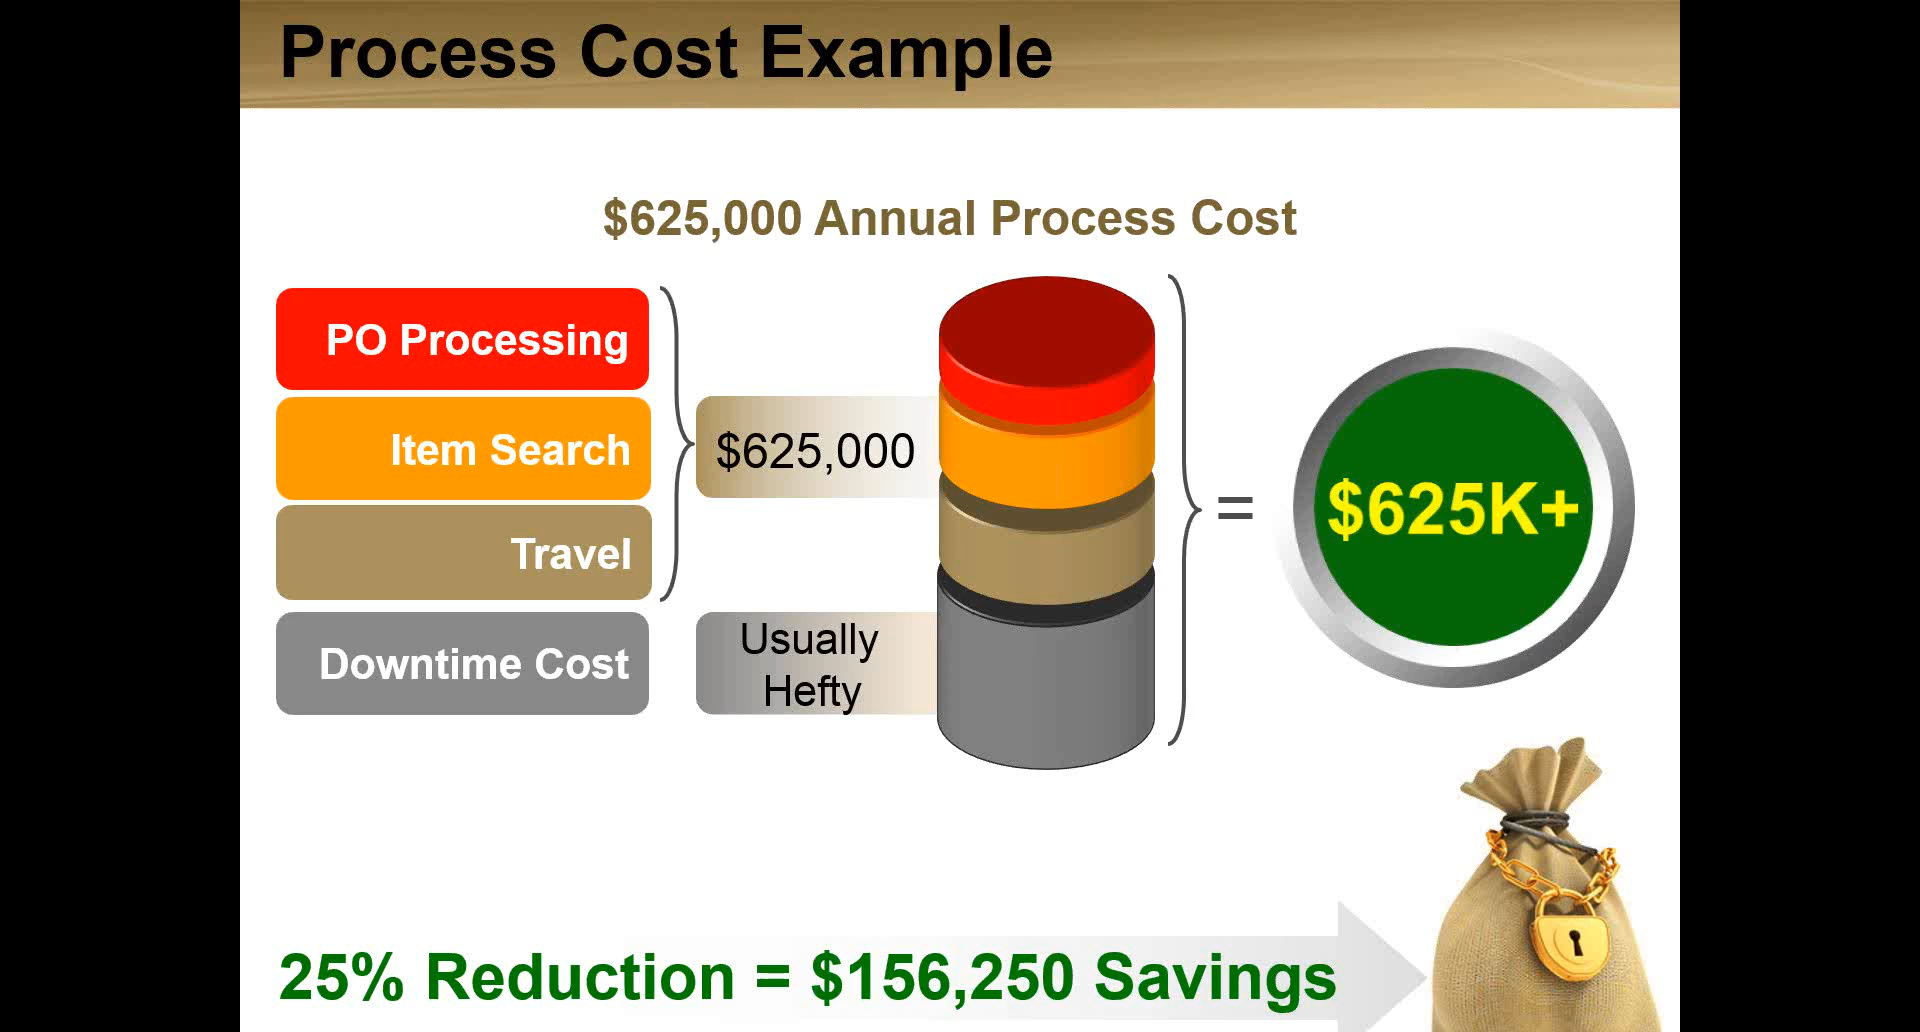 Process Cost Example
$625,000 Annual Process Cost
PO Processing
Item Search
Travel
Downtime Cost
$625,000
Usually
Hefty
=
$625K+
25% Reduction = $156,250 Savings